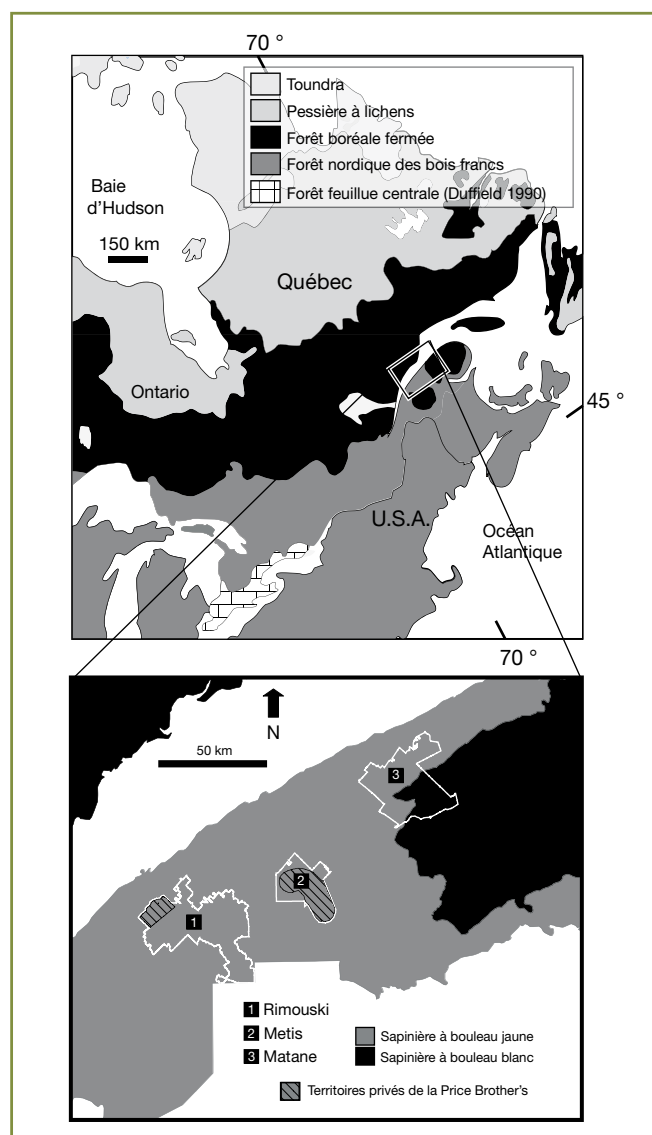 70 °
Toundra
Pessière à lichens
Forêt boréale fermée
Forêt nordique des bois francs
Forêt feuillue centrale (Duffield 1990)
Baie
d'Hudson
150 km
Québec
Ontario
45 °
U.S.A.
Océan
Atlantique
70 °
N
50 km
3
2
1
1 Rimouski
2 Metis
3 Matane
Sapinière à bouleau jaune
Sapinière à bouleau blanc
Territoires privés de la Price Brother's